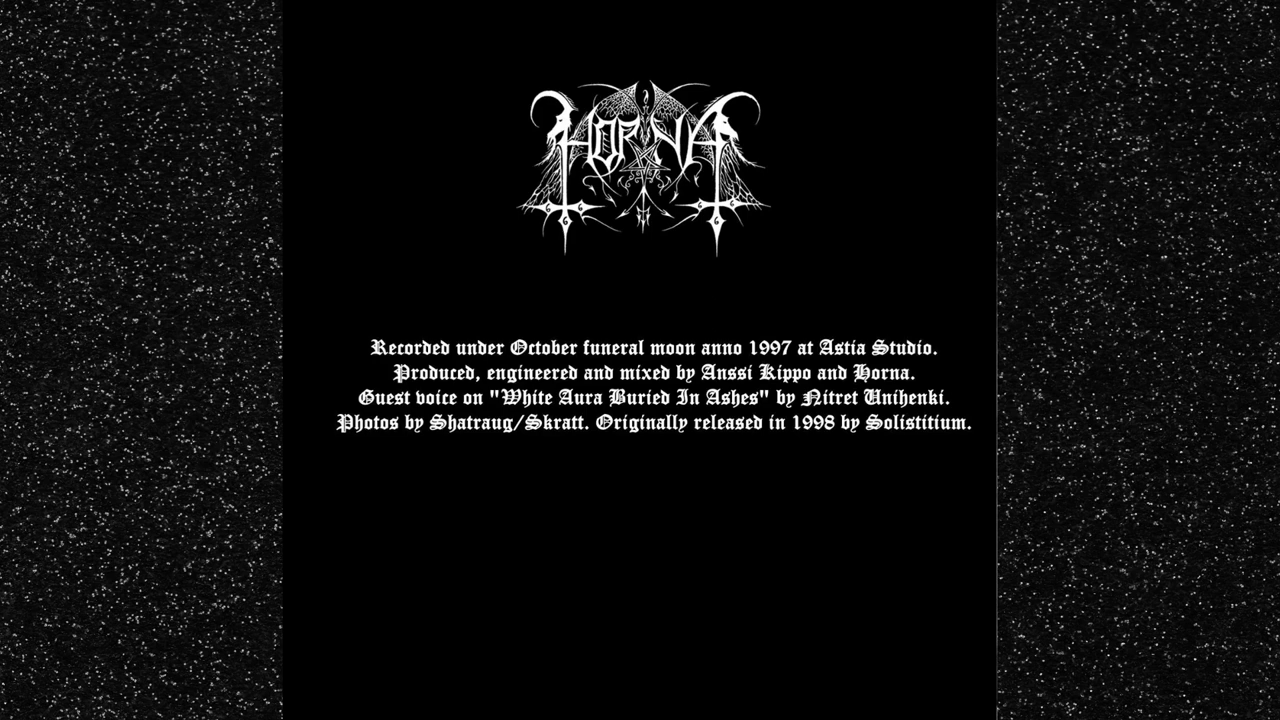 HORNA
Recorded under October funeral moon anno 1997 at Astia Studio.
Produced, engineered and mixed by Anssi Kippo and Horna.
Guest voice on "White Aura Buried In Ashes" by Nitret Unihenki.
Photos by Shatraug/Skratt. Originally released in 1998 by Solistitium.